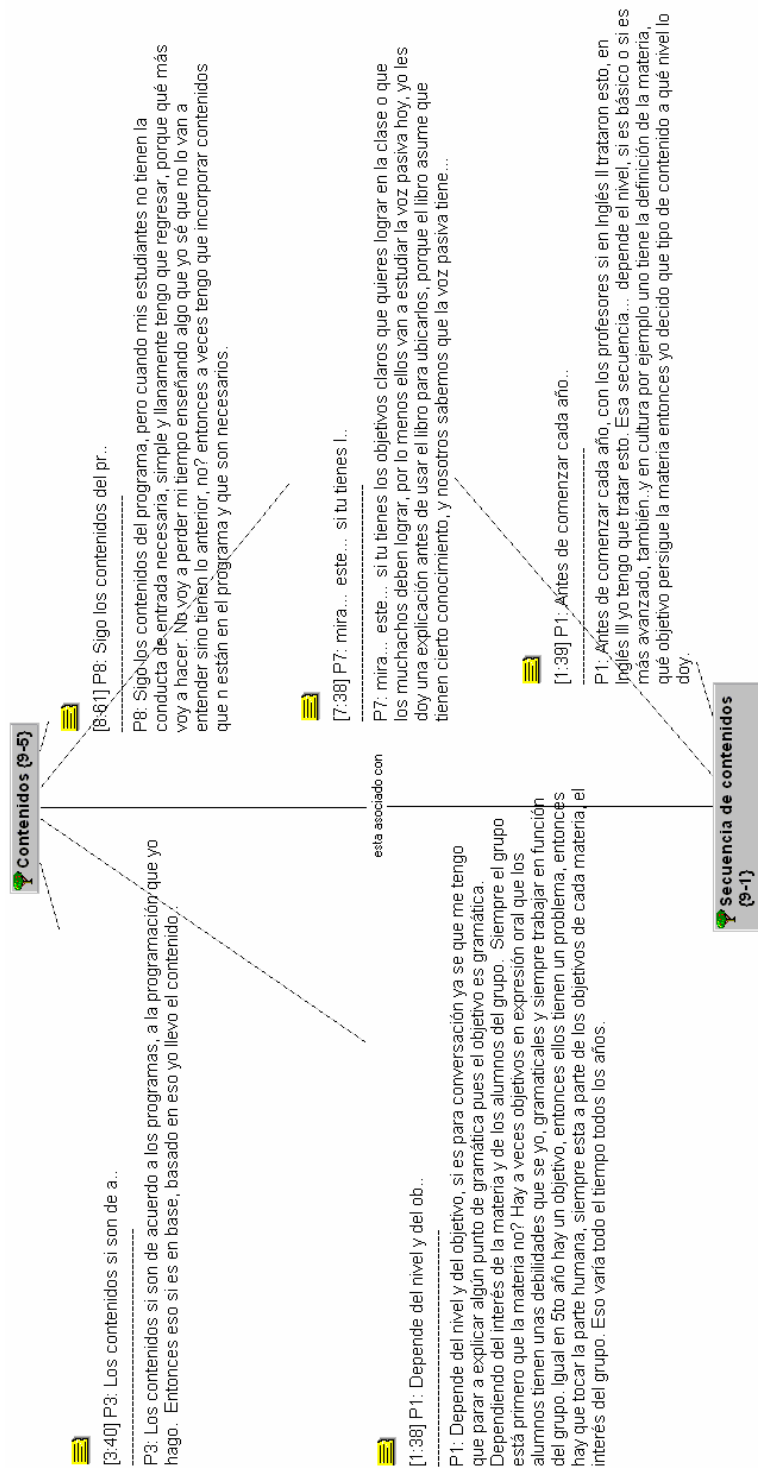 Contenidos {9-5}
[3:40] P3: Los contenidos si son de a..
P3: Los contenidos si son de acuerdo a los programas, a la programación que yo
hago. Entonces eso si es en base, basado en eso yo llevo el contenido.
[1:38] P1: Depende del nivel y del ob..
P1: Depende del nivel y del objetivo, si es para conversación ya se que me tengo
que parar a explicar algún punto de gramática pues el objetivo es gramática.
Dependiendo del interés de la materia y de los alumnos del grupo. Siempre el grupo
está primero que la materia no? Hay a veces objetivos en expresión oral que los
alumnos tienen unas debilidades que se yo, gramaticales y siempre trabajar en función
del grupo. Igual en 5to año hay un objetivo, entonces ellos tienen un problema, entonces
hay que tocar la parte humana, siempre esta a parte de los objetivos de cada materia, el
interés del grupo. Eso varía todo el tiempo todos los años.
esta asociado con
[8:61] P8: Sigo los contenidos del pr..
P8: Sigo los contenidos del programa, pero cuando mis estudiantes no tienen la
conducta de entrada necesaria, simple y llanamente tengo que regresar, porque qué más
voy a hacer. No voy a perder mi tiempo enseñando algo que yo sé que no lo van a
entender sino tienen lo anterior, no? entonces a veces tengo que incorporar contenidos
que n están en el programa y que son necesarios.
[7:38] P7: mira... este... si tu tienes l..
P7: mira... este... si tu tienes los objetivos claros que quieres lograr en la clase o que
los muchachos deben lograr, por lo menos ellos van a estudiar la voz pasiva hoy, yo les
doy una explicación antes de usar el libro para ubicarlos, porque el libro asume que
tienen cierto conocimiento, y nosotros sabemos que la voz pasiva tiene...
[1:39] P1: Antes de comenzar cada año..
P1: Antes de comenzar cada año, con los profesores si en Inglés II trataron esto, en
Inglés III yo tengo que tratar esto. Esa secuencia... depende el nivel, si es básico o si es
más avanzado, también..y en cultura por ejemplo uno tiene la definición de la materia,
qué objetivo persigue la materia entonces yo decido que tipo de contenido a qué nivel lo
doy.
Secuencia de contenidos
{9-1}